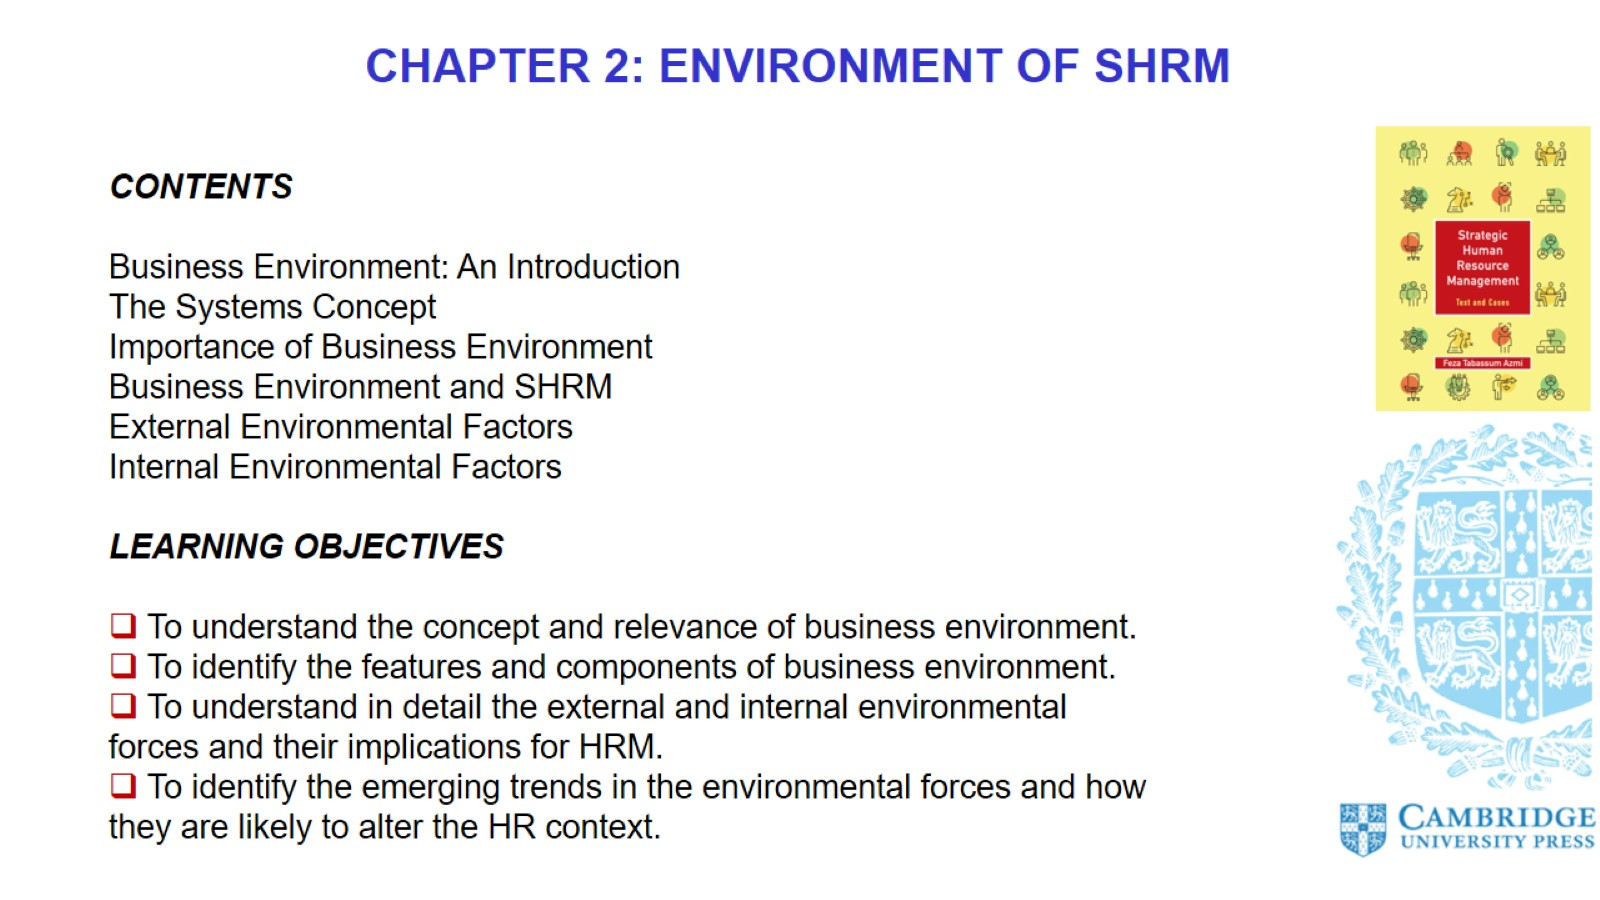 CHAPTER 2: ENVIRONMENT OF SHRM
CONTENTS
Business Environment: An Introduction
The Systems Concept
Importance of Business Environment
Business Environment and SHRM
External Environmental Factors
Internal Environmental Factors
LEARNING OBJECTIVES
To understand the concept and relevance of business environment.
To identify the features and components of business environment.
To understand in detail the external and internal environmental
forces and their implications for HRM.
To identify the emerging trends in the environmental forces and how
they are likely to alter the HR context.
Strategic
Human
Resource
Management
Text and Cases
Feza Tabassum Azmi
CAMBRIDGE
UNIVERSITY PRESS